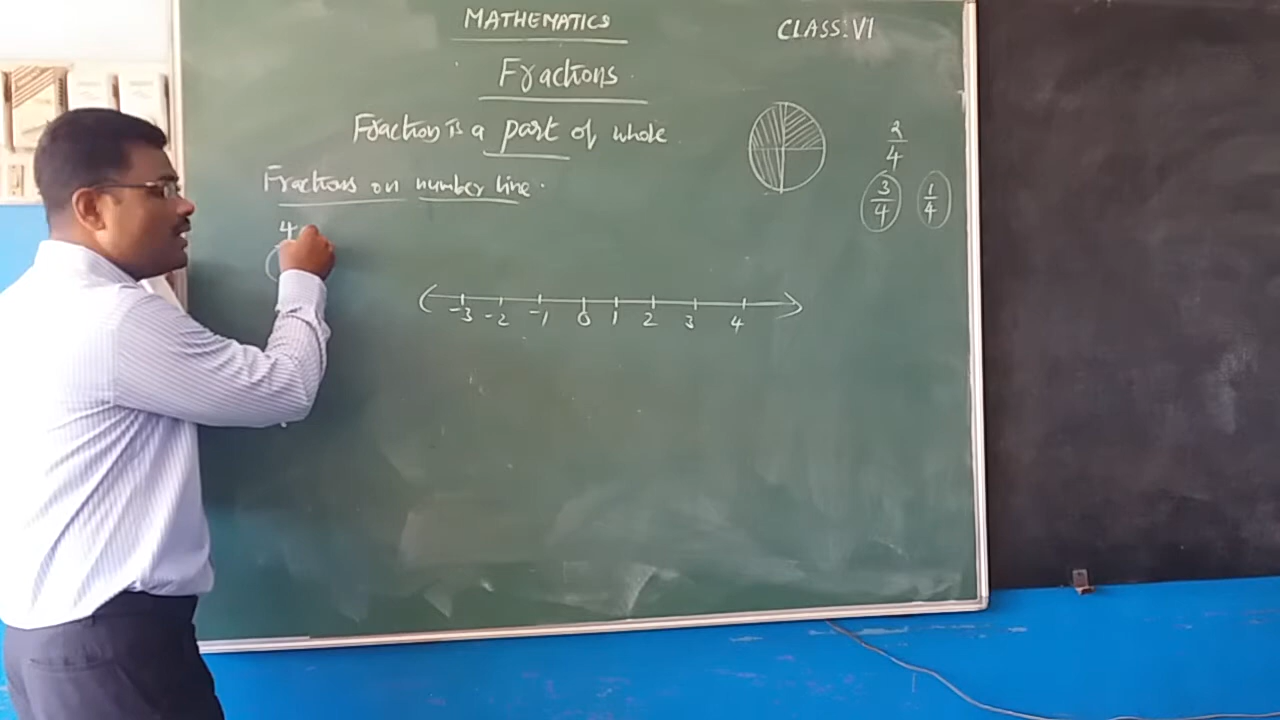 MATHEMATICS
CLASS: VI
Fractions
Fraction is a part of whole
2/4
3/4 1/4
Fractions on number line.
4
-3 -2 -1 0 1 2 3 4